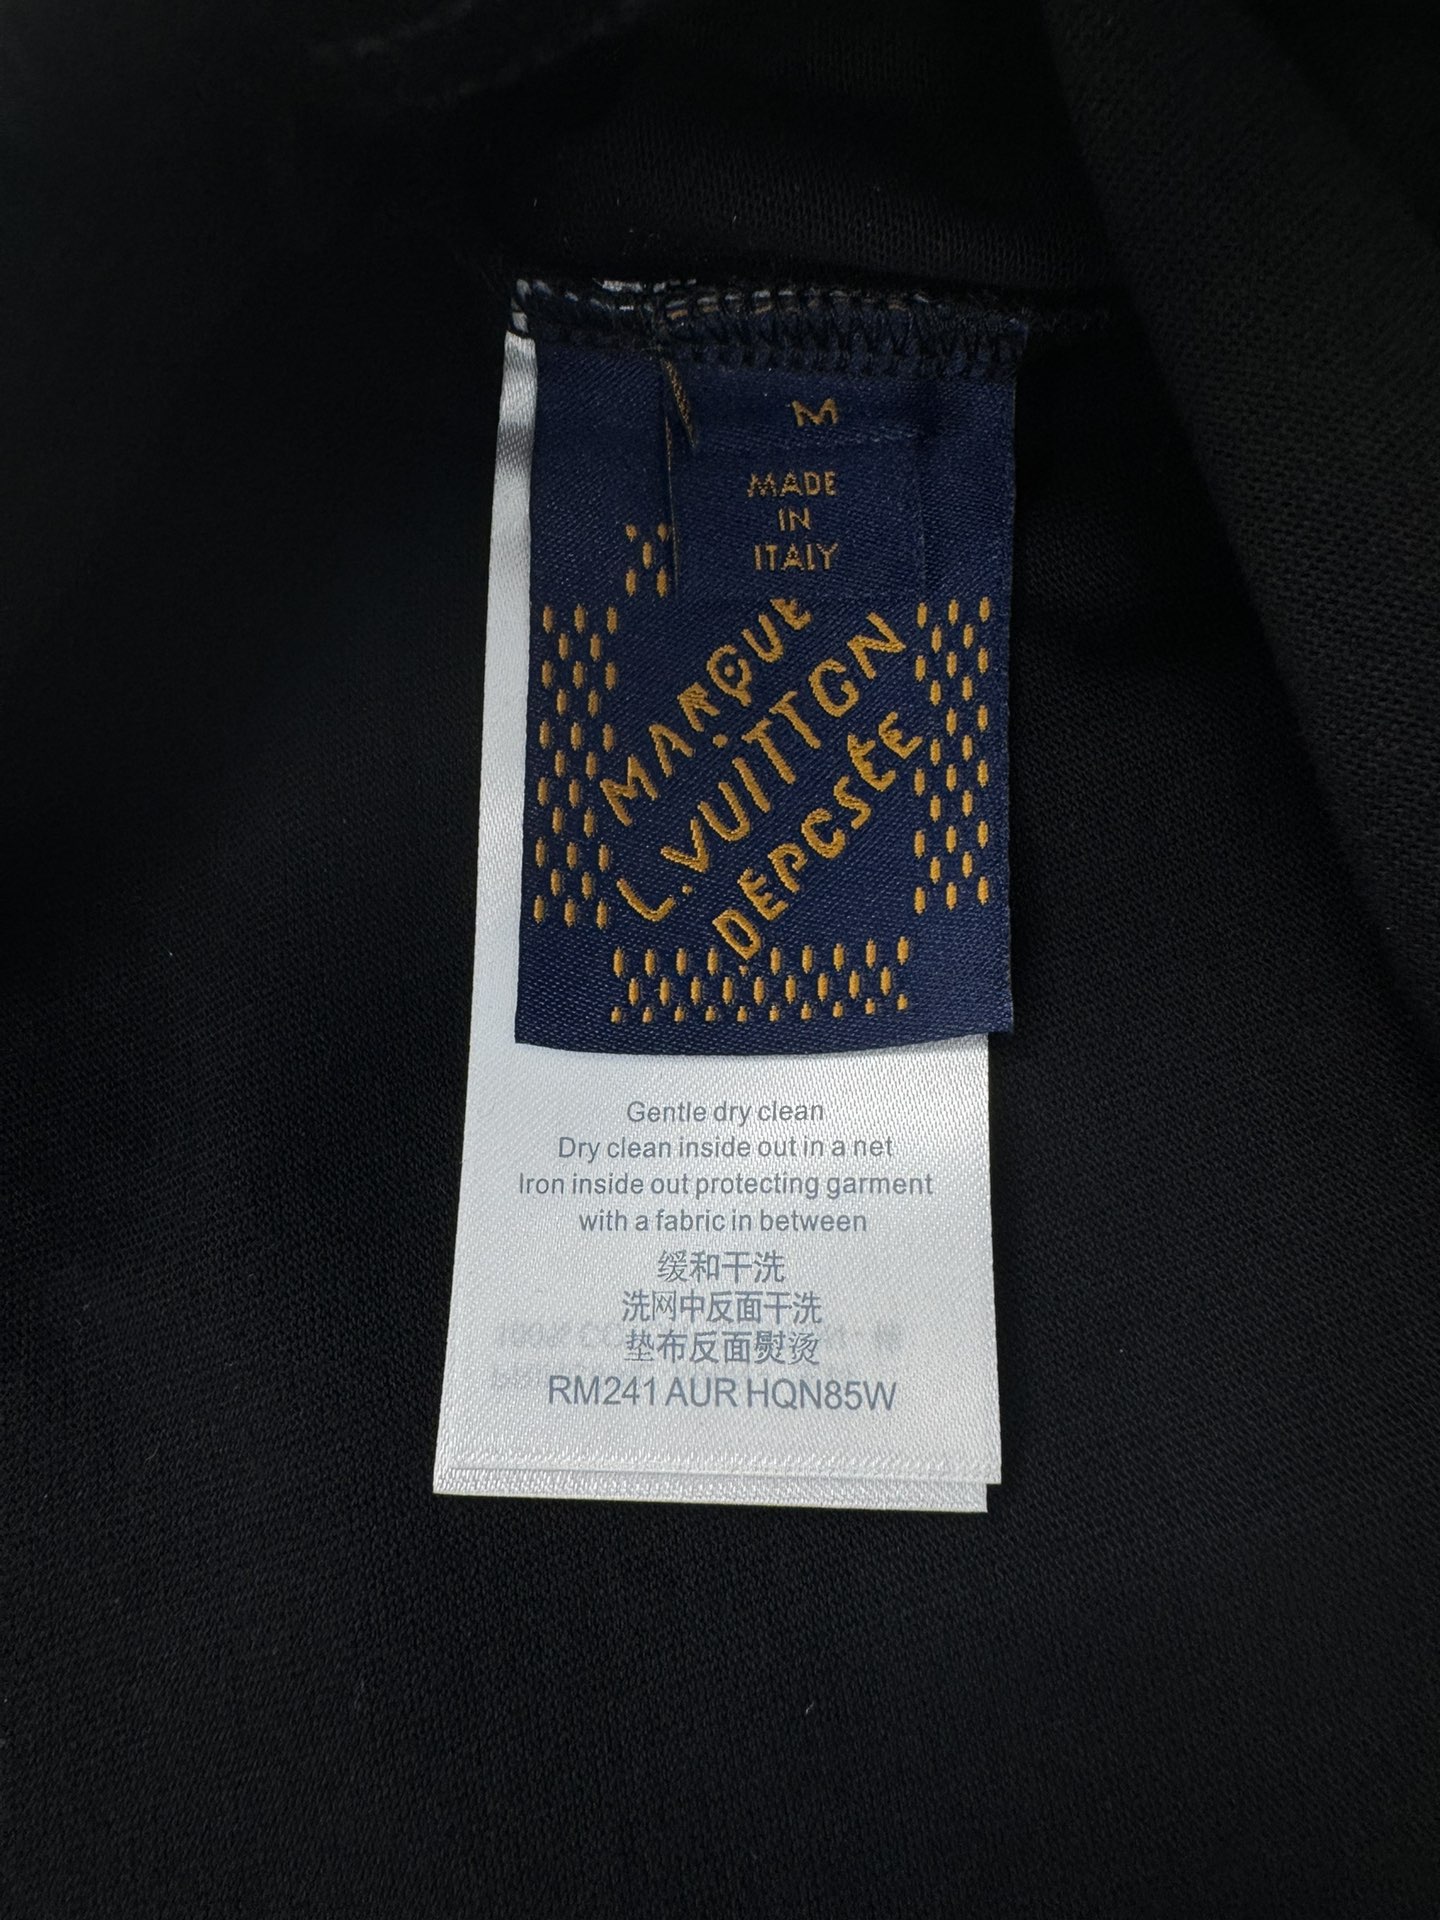 M
MADE
IN
ITALY
MARQUE
L.VUITTON
DÉPOSÉE
Gentle dry clean
Dry clean inside out in a net
Iron inside out protecting garment
with a fabric in between
缓和干洗
洗网中反面干洗
垫布反面熨烫
RM241 AUR HQN85W